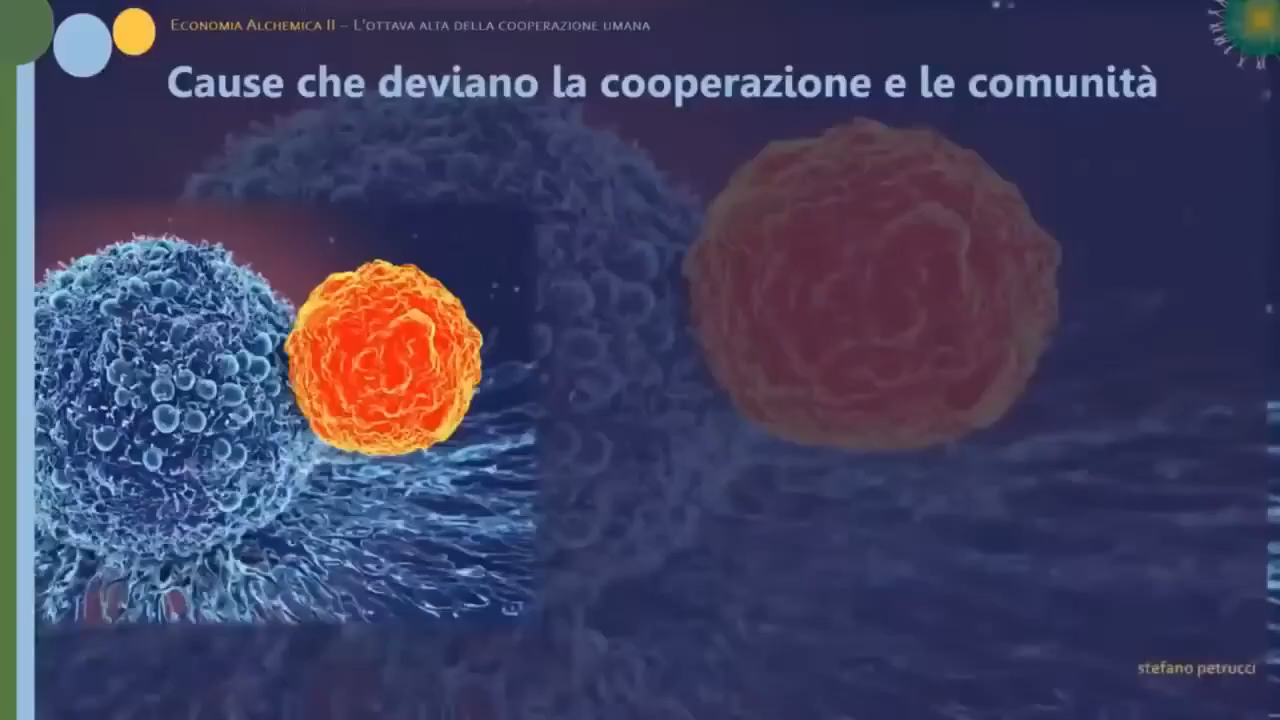 Economia Alchemica II – L'ottava alta della cooperazione umana
Cause che deviano la cooperazione e le comunità
stefano petrucci